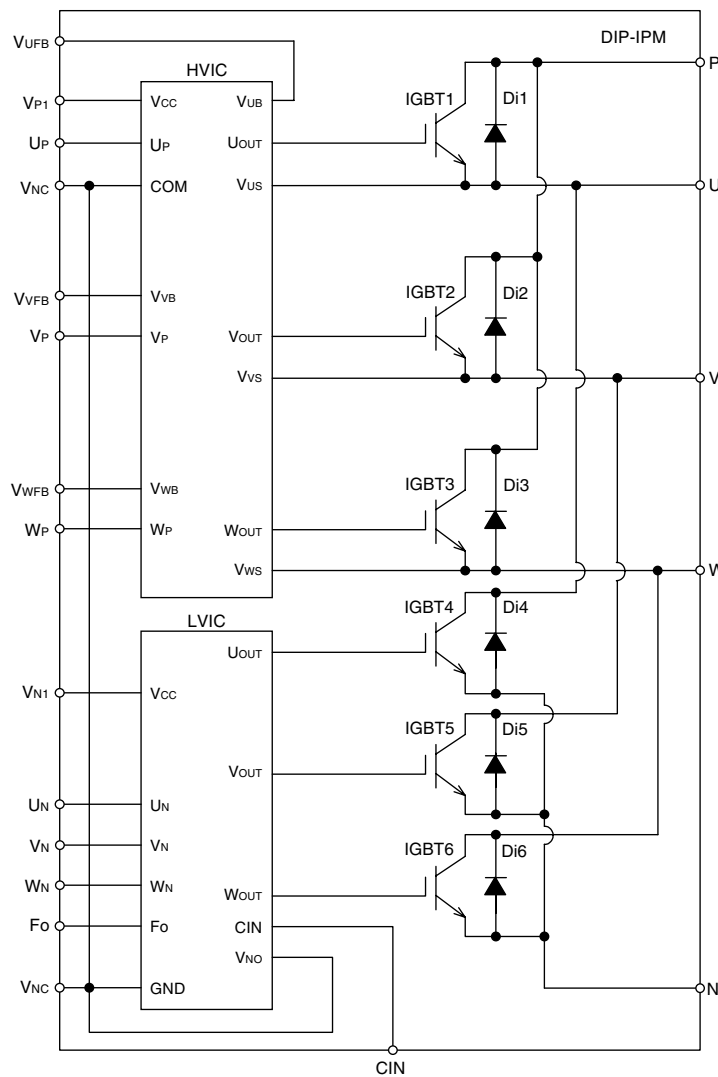 DIP-IPM
VUFB
P
HVIC
IGBT1
Di1
VP1
VCC
VUB
UP
UP
UOUT
VNC
COM
VUS
U
IGBT2
Di2
VVFB
VVB
VP
VP
VOUT
VVS
V
IGBT3
Di3
VWFB
VWB
WP
WP
WOUT
VWS
W
LVIC
IGBT4
Di4
UOUT
VN1
VCC
IGBT5
Di5
VOUT
UN
UN
VN
VN
IGBT6
Di6
WN
WN
WOUT
FO
FO
CIN
VNO
VNC
GND
N
CIN